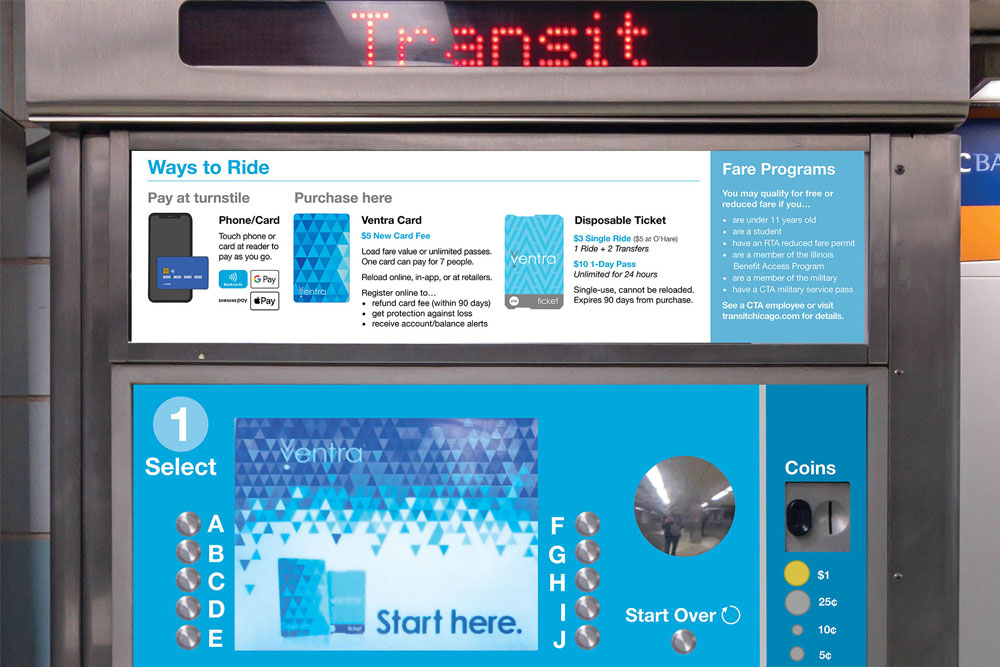 Transit
Ways to Ride
Pay at turnstile
Phone/Card
Touch phone or
card at reader to
pay as you go.
G Pay
SAMSUNG pay
Pay
Purchase here
ventra
Ventra Card
$5 New Card Fee
Load fare value or unlimited passes.
One card can pay for 7 people.
Reload online, in-app, or at retailers.
Register online to…
• refund card fee (within 90 days)
• get protection against loss
• receive account/balance alerts
ventra
cta
ticket
Disposable Ticket
$3 Single Ride ($5 at O'Hare)
1 Ride + 2 Transfers
$10 1-Day Pass
Unlimited for 24 hours
Single-use, cannot be reloaded.
Expires 90 days from purchase.
Fare Programs
You may qualify for free or
reduced fare if you…
• are under 11 years old
• are a student
• have an RTA reduced fare permit
• are a member of the Illinois
Benefit Access Program
• are a member of the military
• have a CTA military service pass
See a CTA employee or visit
transitchicago.com for details.
1
Select
A
B
C
D
E
Ventra
ventra
ticket
Start here.
F
G
H
I
J
Start Over
Coins
$1
25¢
10¢
5¢